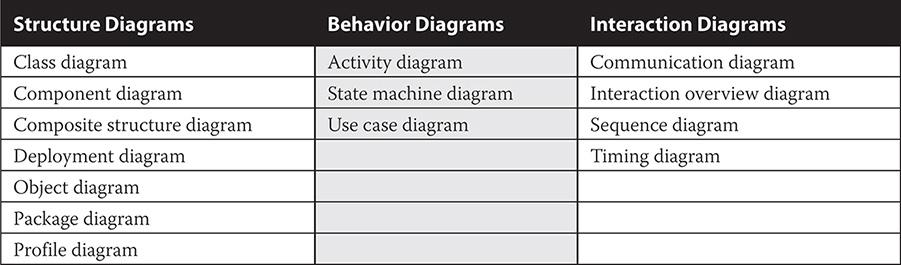 Structure Diagrams Behavior Diagrams Interaction Diagrams
Class diagram Activity diagram Communication diagram
Component diagram State machine diagram Interaction overview diagram
Composite structure diagram Use case diagram Sequence diagram
Deployment diagram Timing diagram
Object diagram
Package diagram
Profile diagram